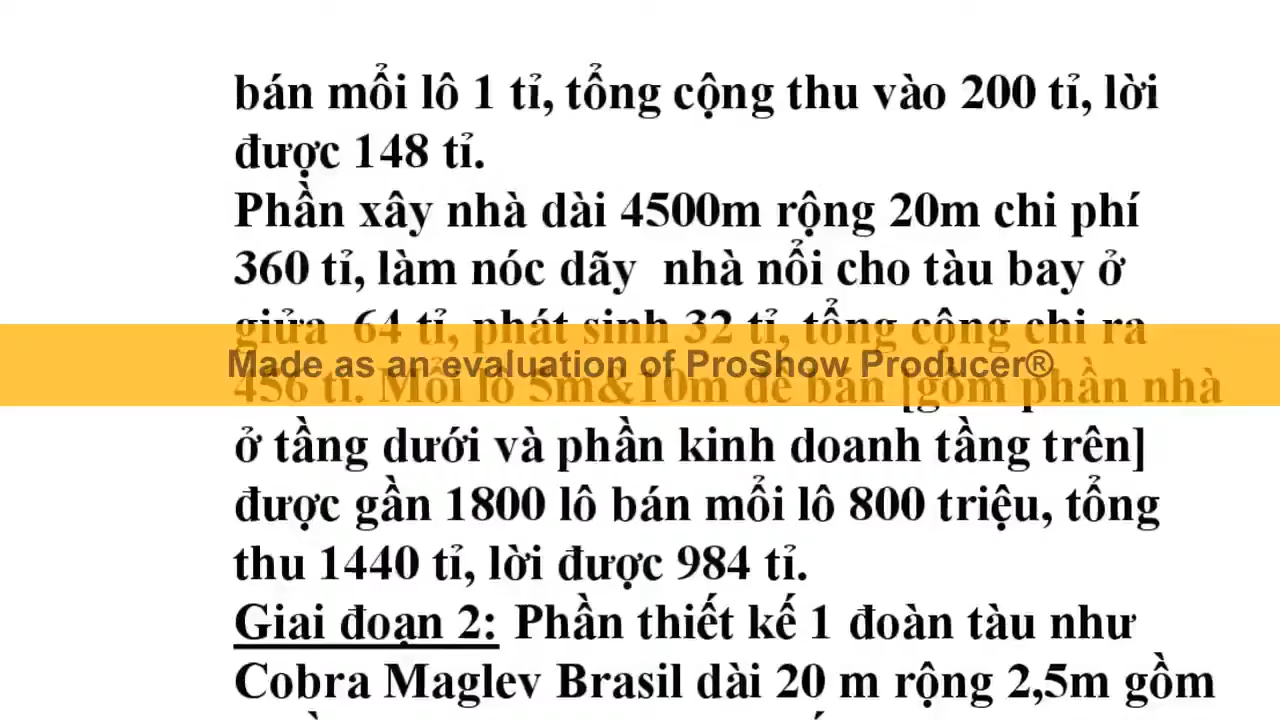 bán mổi lô 1 tỉ, tổng cộng thu vào 200 tỉ, lời
được 148 tỉ.
Phần xây nhà dài 4500m rộng 20m chi phí
360 tỉ, làm nóc dãy  nhà nổi cho tàu bay ở
giửa  64 tỉ, phát sinh 32 tỉ, tổng cộng chi ra
Made as an evaluation of ProShow Producer®
456 tỉ. Mổi lô 5m&10m để bán [gồm phần nhà
ở tầng dưới và phần kinh doanh tầng trên]
được gần 1800 lô bán mổi lô 800 triệu, tổng
thu 1440 tỉ, lời được 984 tỉ.
Giai đoạn 2: Phần thiết kế 1 đoàn tàu như
Cobra Maglev Brasil dài 20 m rộng 2,5m gồm